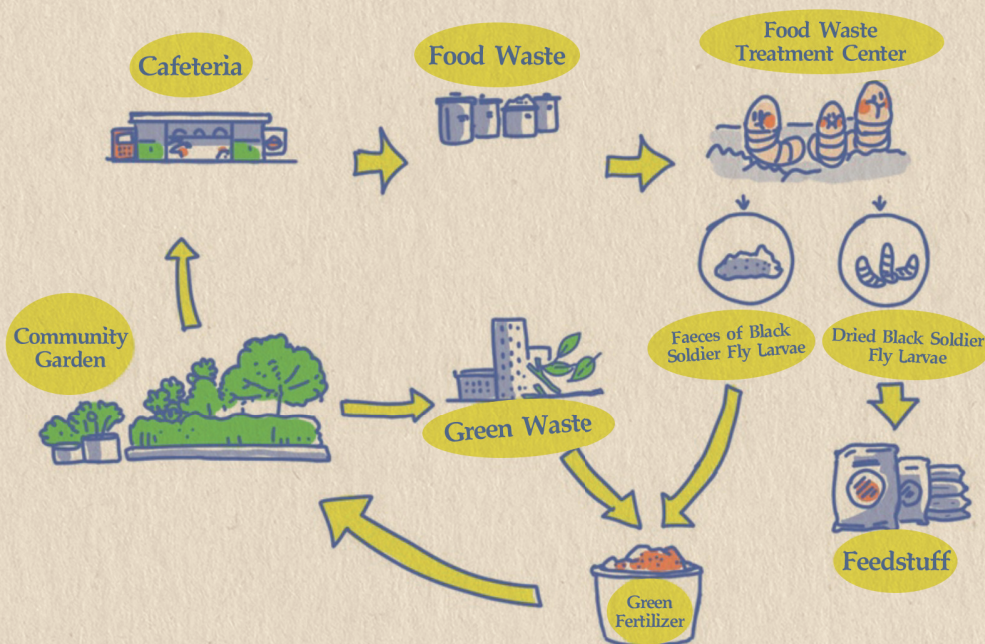 Cafeteria
Food Waste
Food Waste
Treatment Center
Community
Garden
Green Waste
Faeces of Black
Soldier Fly Larvae
Dried Black Soldier
Fly Larvae
Feedstuff
Green
Fertilizer